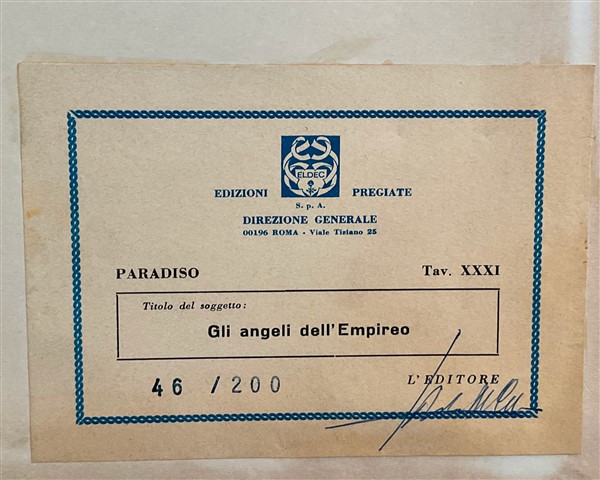 ELDEC
EDIZIONI PREGIATE
S. p. A.
DIREZIONE GENERALE
00196 ROMA - Viale Tiziano 25
PARADISO Tav. XXXI
Titolo del soggetto:
Gli angeli dell'Empireo
46 / 200 L'EDITORE